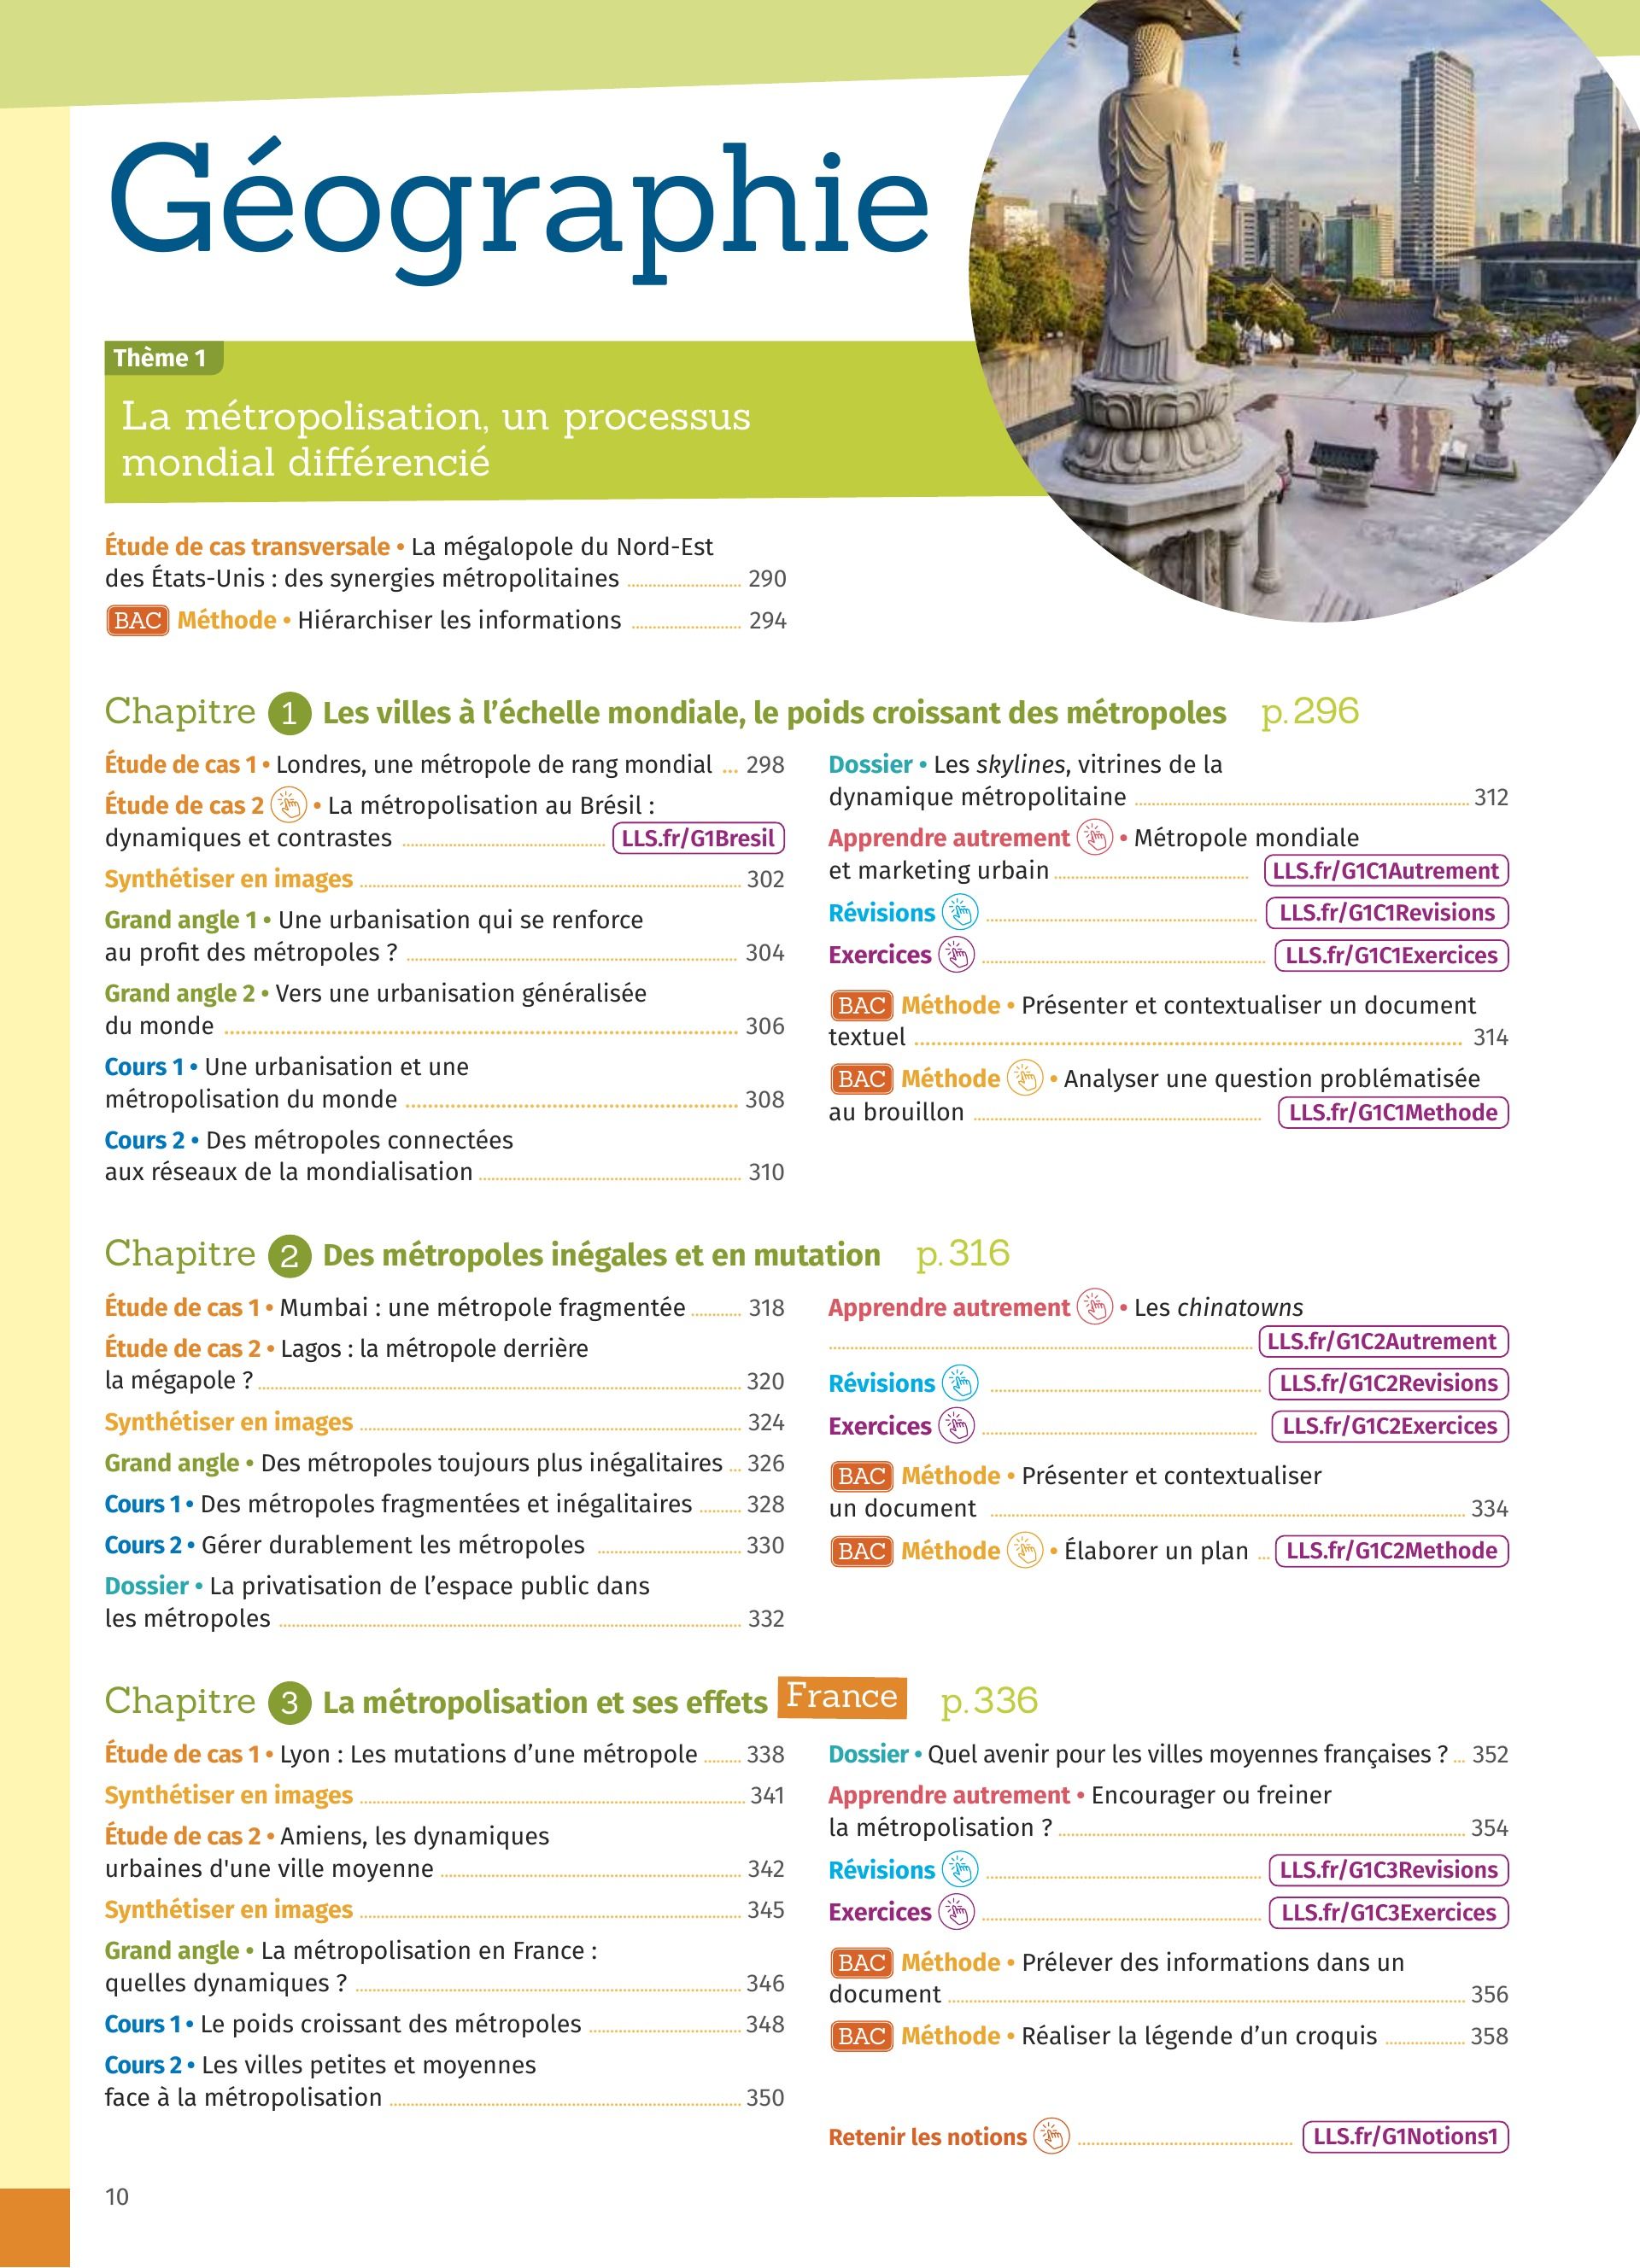 Géographie
Thème 1
La métropolisation, un processus
mondial différencié
Étude de cas transversale • La mégalopole du Nord-Est
des États-Unis : des synergies métropolitaines ........ 290
BAC Méthode • Hiérarchiser les informations ........ 294
Chapitre 1 Les villes à l’échelle mondiale, le poids croissant des métropoles p. 296
Étude de cas 1 • Londres, une métropole de rang mondial ... 298
Étude de cas 2 • La métropolisation au Brésil :
dynamiques et contrastes ........ LLS.fr/G1Bresil
Synthétiser en images ........ 302
Grand angle 1 • Une urbanisation qui se renforce
au profit des métropoles ? ........ 304
Grand angle 2 • Vers une urbanisation généralisée
du monde ........ 306
Cours 1 • Une urbanisation et une
métropolisation du monde ........ 308
Cours 2 • Des métropoles connectées
aux réseaux de la mondialisation ........ 310
Dossier • Les skylines, vitrines de la
dynamique métropolitaine ........ 312
Apprendre autrement • Métropole mondiale
et marketing urbain ........ LLS.fr/G1C1Autrement
Révisions ........ LLS.fr/G1C1Revisions
Exercices ........ LLS.fr/G1C1Exercices
BAC Méthode • Présenter et contextualiser un document
textuel ........ 314
BAC Méthode • Analyser une question problématisée
au brouillon ........ LLS.fr/G1C1Methode
Chapitre 2 Des métropoles inégales et en mutation p. 316
Étude de cas 1 • Mumbai : une métropole fragmentée ........ 318
Étude de cas 2 • Lagos : la métropole derrière
la mégapole ? ........ 320
Synthétiser en images ........ 324
Grand angle • Des métropoles toujours plus inégalitaires ... 326
Cours 1 • Des métropoles fragmentées et inégalitaires ........ 328
Cours 2 • Gérer durablement les métropoles ........ 330
Dossier • La privatisation de l’espace public dans
les métropoles ........ 332
Apprendre autrement • Les chinatowns
........ LLS.fr/G1C2Autrement
Révisions ........ LLS.fr/G1C2Revisions
Exercices ........ LLS.fr/G1C2Exercices
BAC Méthode • Présenter et contextualiser
un document ........ 334
BAC Méthode • Élaborer un plan ... LLS.fr/G1C2Methode
Chapitre 3 La métropolisation et ses effets France p. 336
Étude de cas 1 • Lyon : Les mutations d’une métropole ........ 338
Synthétiser en images ........ 341
Étude de cas 2 • Amiens, les dynamiques
urbaines d'une ville moyenne ........ 342
Synthétiser en images ........ 345
Grand angle • La métropolisation en France :
quelles dynamiques ? ........ 346
Cours 1 • Le poids croissant des métropoles ........ 348
Cours 2 • Les villes petites et moyennes
face à la métropolisation ........ 350
Dossier • Quel avenir pour les villes moyennes françaises ? ... 352
Apprendre autrement • Encourager ou freiner
la métropolisation ? ........ 354
Révisions ........ LLS.fr/G1C3Revisions
Exercices ........ LLS.fr/G1C3Exercices
BAC Méthode • Prélever des informations dans un
document ........ 356
BAC Méthode • Réaliser la légende d’un croquis ........ 358
Retenir les notions ........ LLS.fr/G1Notions1
10